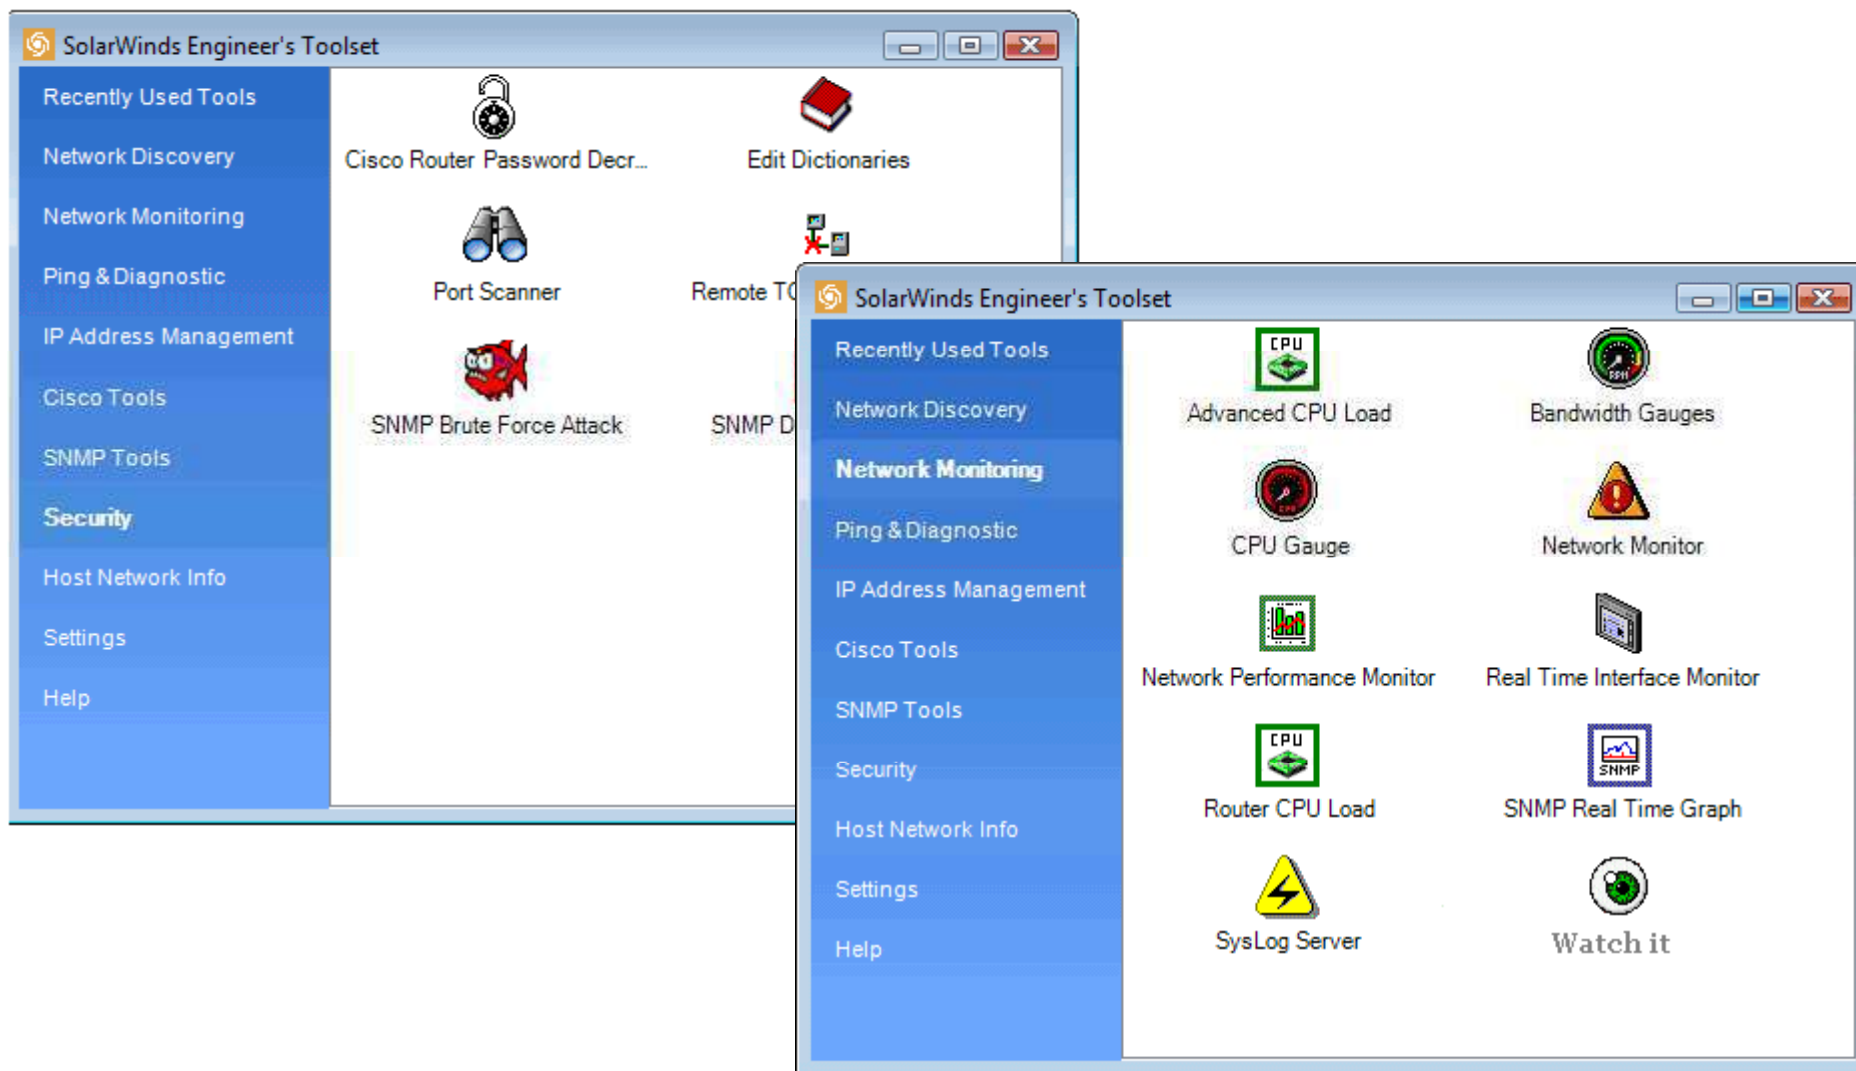 SolarWinds Engineer's Toolset
Recently Used Tools
Network Discovery
Network Monitoring
Ping & Diagnostic
IP Address Management
Cisco Tools
SNMP Tools
Security
Host Network Info
Settings
Help
Cisco Router Password Decr...
Edit Dictionaries
Port Scanner
Remote TC
SNMP Brute Force Attack
SNMP D
SolarWinds Engineer's Toolset
Recently Used Tools
Network Discovery
Network Monitoring
Ping & Diagnostic
IP Address Management
Cisco Tools
SNMP Tools
Security
Host Network Info
Settings
Help
CPU
Advanced CPU Load
RPM
Bandwidth Gauges
CPU Gauge
Network Monitor
Network Performance Monitor
Real Time Interface Monitor
CPU
Router CPU Load
SNMP
SNMP Real Time Graph
SysLog Server
Watch it